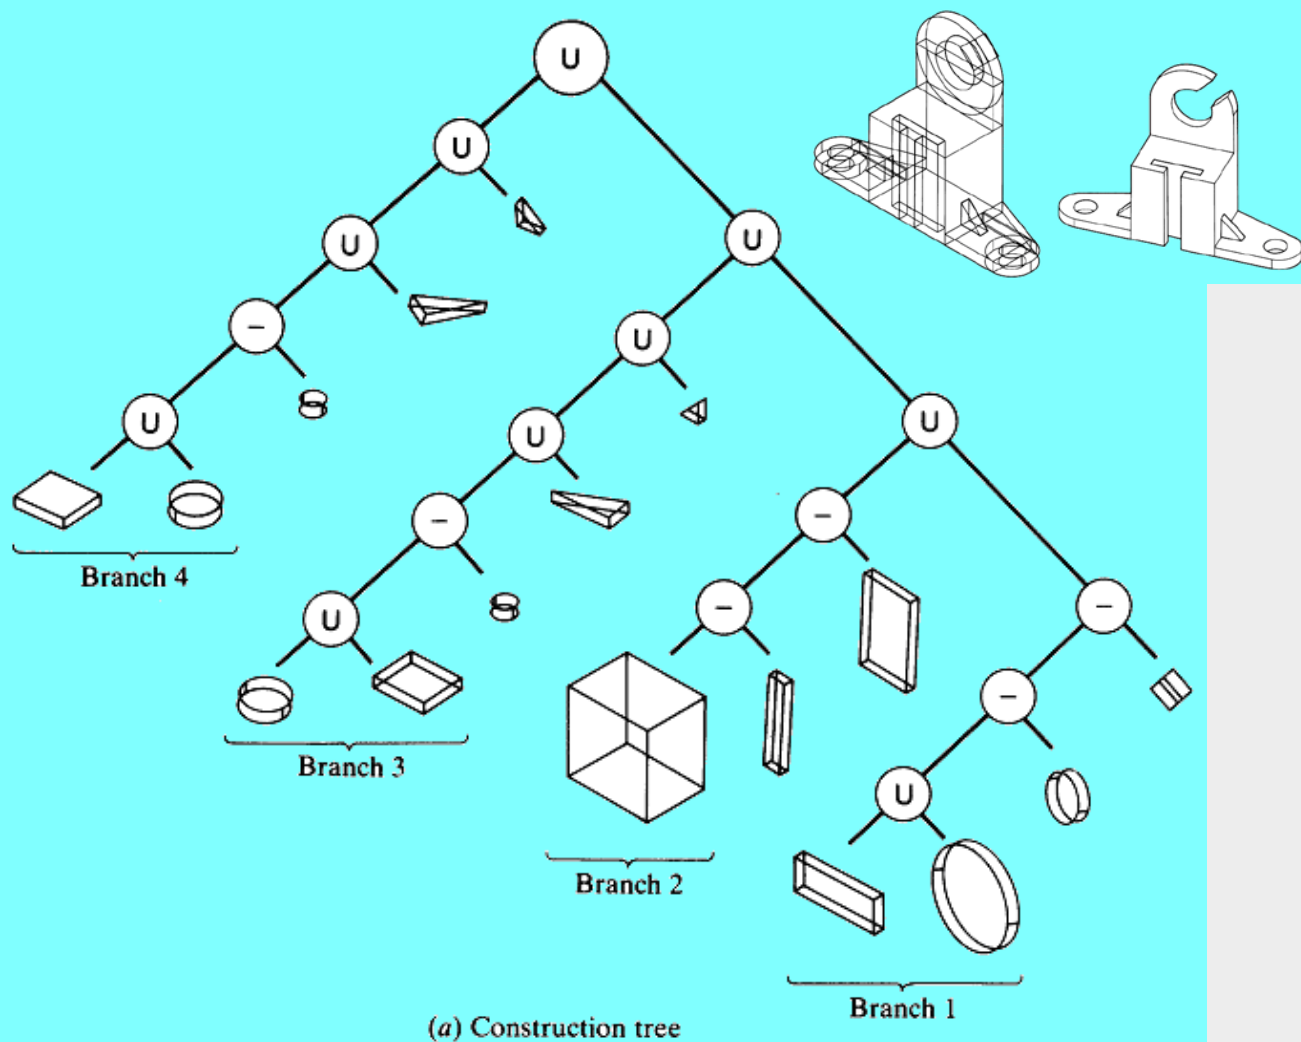 U
U
U
U
–
U
U
U
U
–
–
–
–
U
–
U
Branch 4
Branch 3
Branch 2
Branch 1
(a) Construction tree